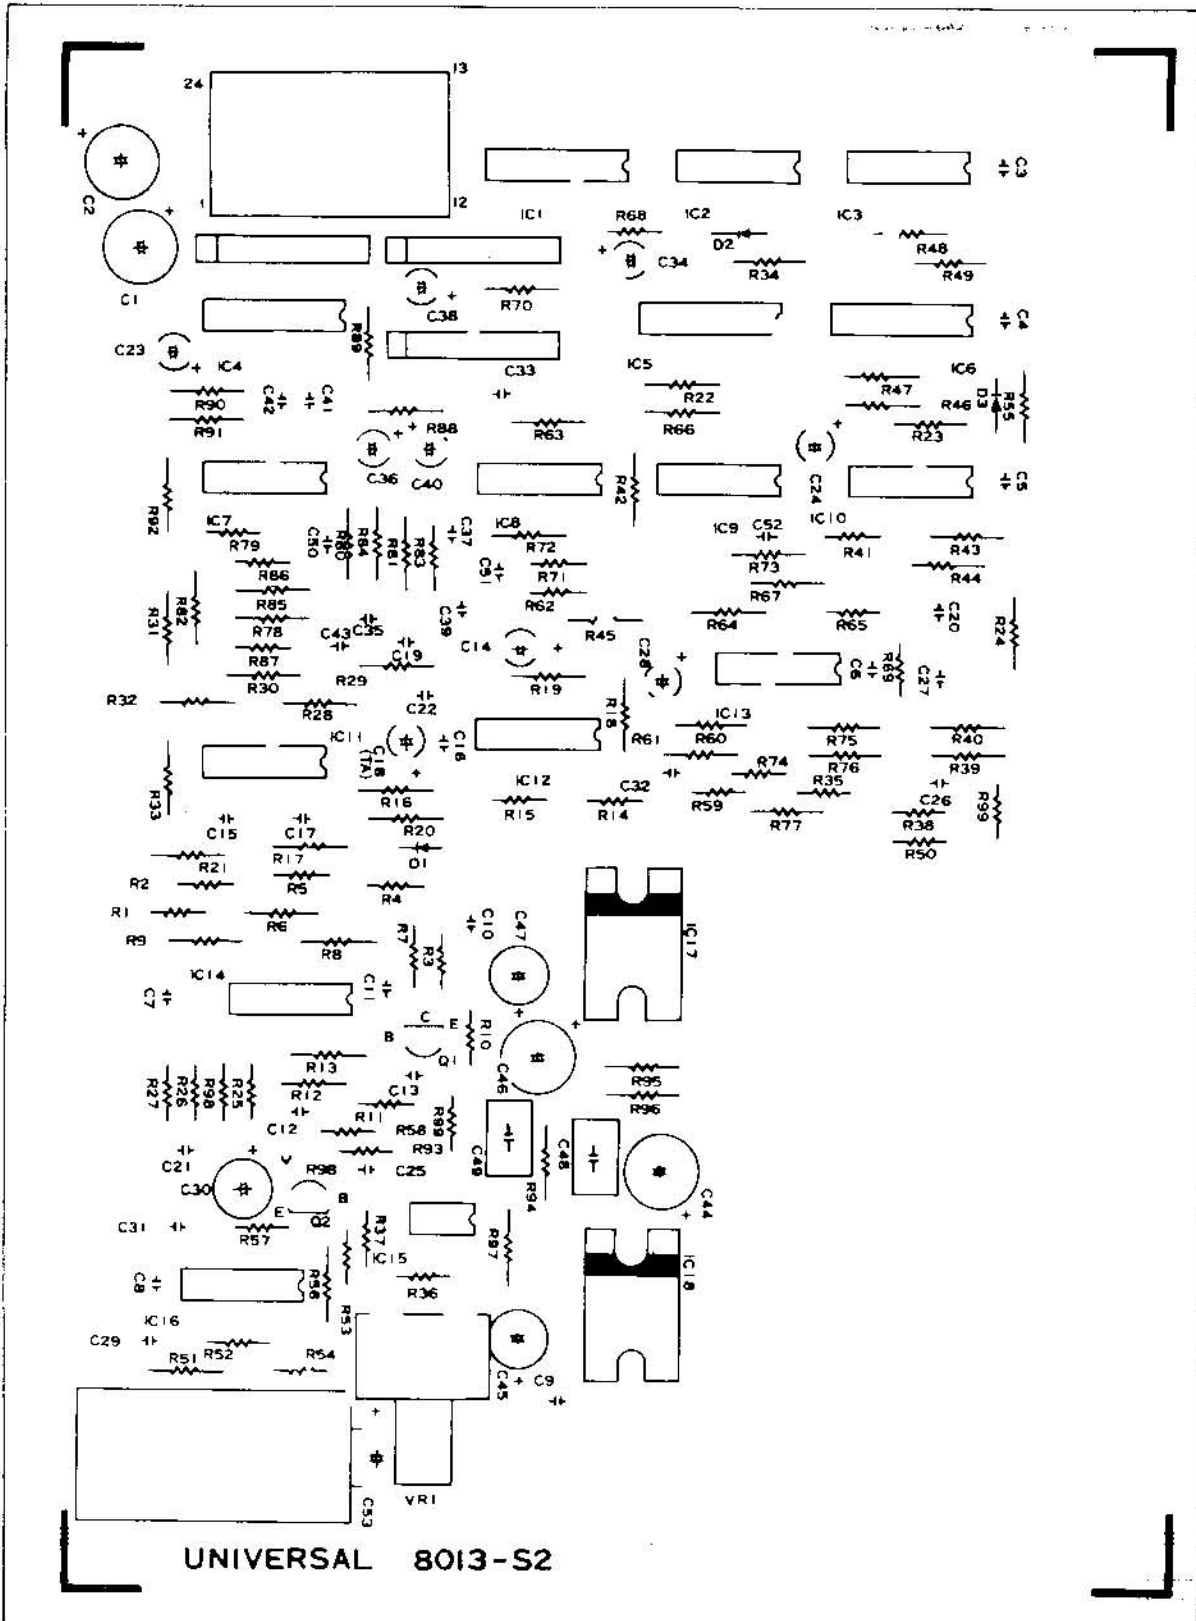 13
24
C3
C2
1
12
IC1
R68
IC2
IC3
D2
R48
C34
R34
R49
C1
C38
R70
C4
R89
C23
IC4
C33
IC5
IC6
R90
C42
C41
R22
R47
D3
R55
R91
R88
R63
R66
R46
R23
C36
C40
R42
C24
C5
R92
IC7
R79
C50
R80
R84
R81
R83
C37
IC8
R72
IC9
C52
IC10
R41
R43
R86
C51
R71
R73
R44
R85
R62
R67
R31
R82
R78
C43
C35
C39
C14
R45
R64
R65
C20
R24
R87
C19
C28
C6
R69
C27
R30
R29
R19
R32
R28
C22
R18
IC13
IC11
C18
(TA)
C16
R61
R60
R75
R40
R33
IC12
R74
R76
R39
R16
R15
R14
C32
R59
R35
C26
R99
C15
C17
R20
R77
R38
R21
R17
D1
R50
R2
R5
R4
R1
R6
C10
C47
R9
R8
R7
R3
IC17
IC14
C7
C11
C
B
E
R10
Q1
R13
C46
R95
R27
R26
R98
R25
R12
C13
R96
R11
R99
C12
R58
C21
R98
R93
C25
C49
C48
C30
B
R94
C44
C31
E
Q2
R57
R37
R97
IC15
IC18
C8
R56
R36
IC16
R53
C29
R52
R51
R54
C45
C9
VR1
C53
UNIVERSAL 8013-S2